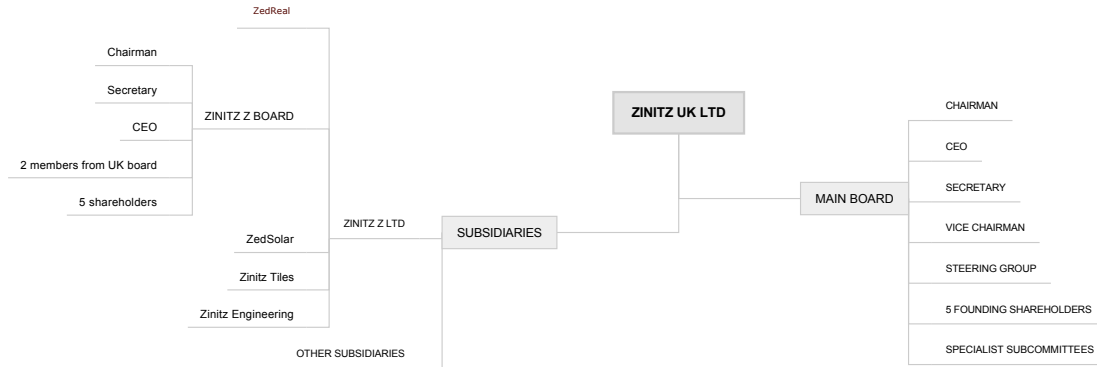 ZedReal
Chairman
Secretary
ZINITZ Z BOARD
CEO
2 members from UK board
5 shareholders
ZINITZ Z LTD
ZedSolar
Zinitz Tiles
Zinitz Engineering
SUBSIDIARIES
OTHER SUBSIDIARIES
ZINITZ UK LTD
MAIN BOARD
CHAIRMAN
CEO
SECRETARY
VICE CHAIRMAN
STEERING GROUP
5 FOUNDING SHAREHOLDERS
SPECIALIST SUBCOMMITTEES